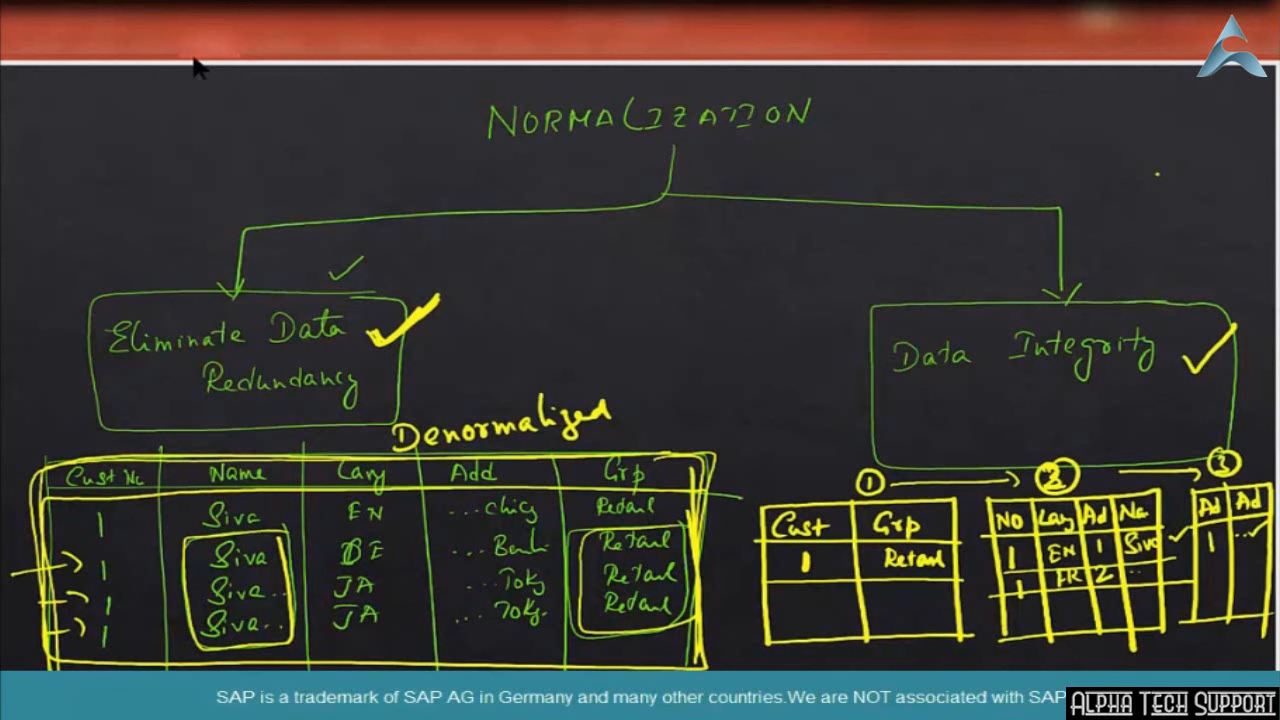 NORMALIZATION
Eliminate Data
Redundancy
Data Integrity
Denormalized
Cust No Name Lang Add Grp
1 Siva EN ...Chicg Retail
1 Siva DE ...Berli Retail
1 Siva.. JA ...Tokg Retail
1 Siva.. JA ...Tokg. Retail
1 2 3
Cust Grp
1 Retail
NO Lang Ad Na
1 EN 1 Siva
1 FR 2 ..
Ad Ad
1 ...
SAP is a trademark of SAP AG in Germany and many other countries.We are NOT associated with SAP
ALPHA TECH SUPPORT